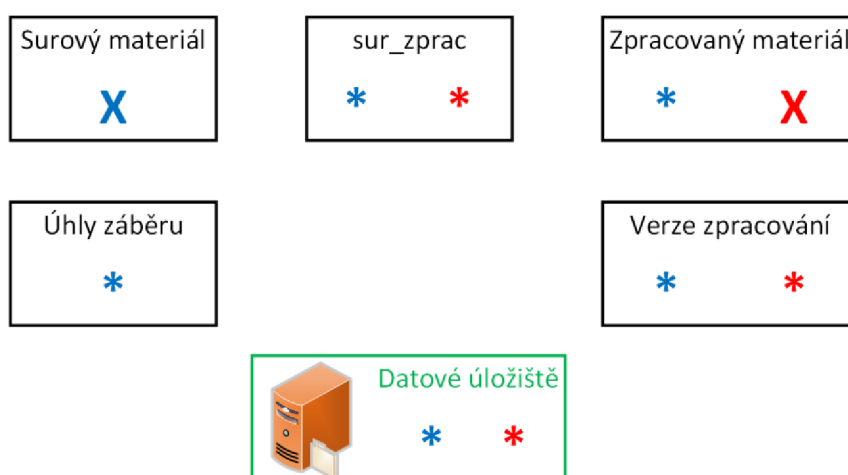 Surový materiál
X
sur_zprac
* *
Zpracovaný materiál
* X
Úhly záběru
*
Verze zpracování
* *
Datové úložiště
* *